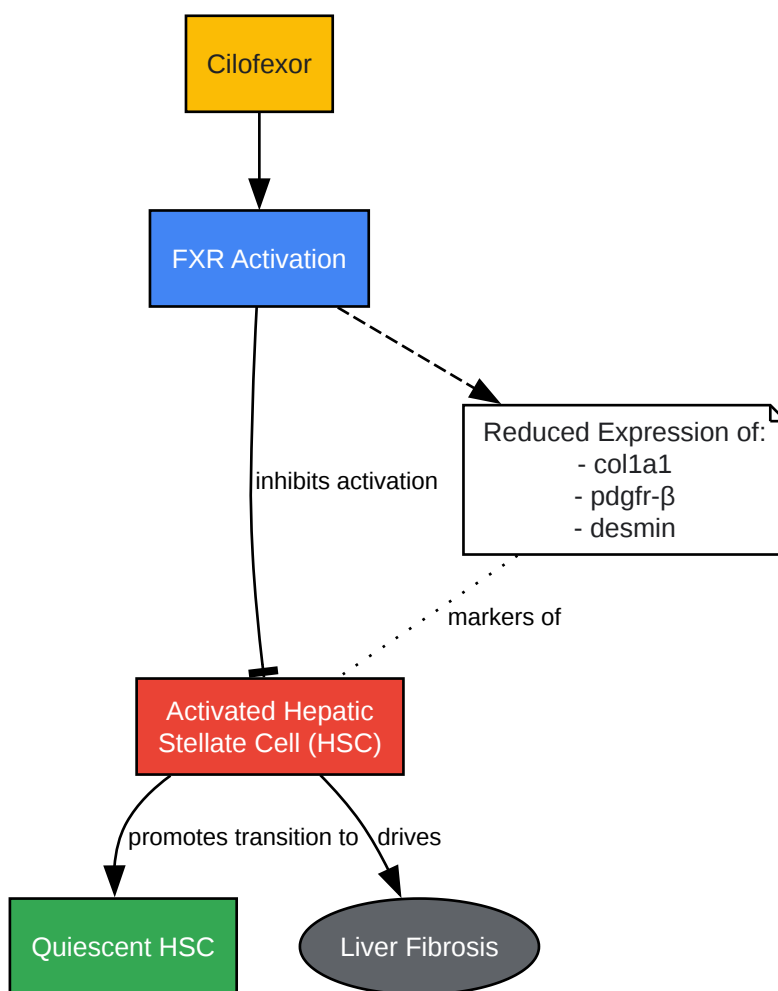 Cilofexor
FXR Activation
Reduced Expression of:
- col1a1
- pdgfr-β
- desmin
inhibits activation
markers of
Activated Hepatic
Stellate Cell (HSC)
promotes transition to
drives
Quiescent HSC
Liver Fibrosis